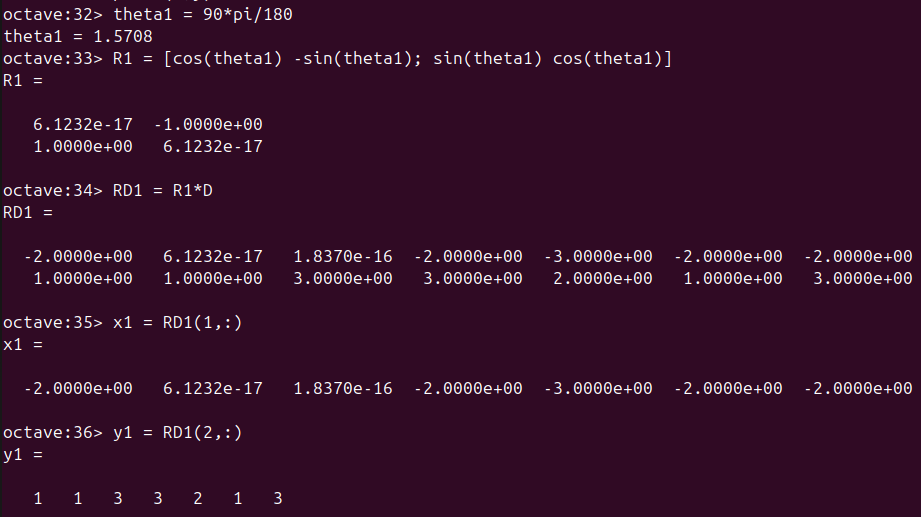 octave:32> theta1 = 90*pi/180
theta1 = 1.5708
octave:33> R1 = [cos(theta1) -sin(theta1); sin(theta1) cos(theta1)]
R1 =
6.1232e-17 -1.0000e+00
1.0000e+00 6.1232e-17
octave:34> RD1 = R1*D
RD1 =
-2.0000e+00 6.1232e-17 1.8370e-16 -2.0000e+00 -3.0000e+00 -2.0000e+00 -2.0000e+00
1.0000e+00 1.0000e+00 3.0000e+00 3.0000e+00 2.0000e+00 1.0000e+00 3.0000e+00
octave:35> x1 = RD1(1,:)
x1 =
-2.0000e+00 6.1232e-17 1.8370e-16 -2.0000e+00 -3.0000e+00 -2.0000e+00 -2.0000e+00
octave:36> y1 = RD1(2,:)
y1 =
1 1 3 3 2 1 3